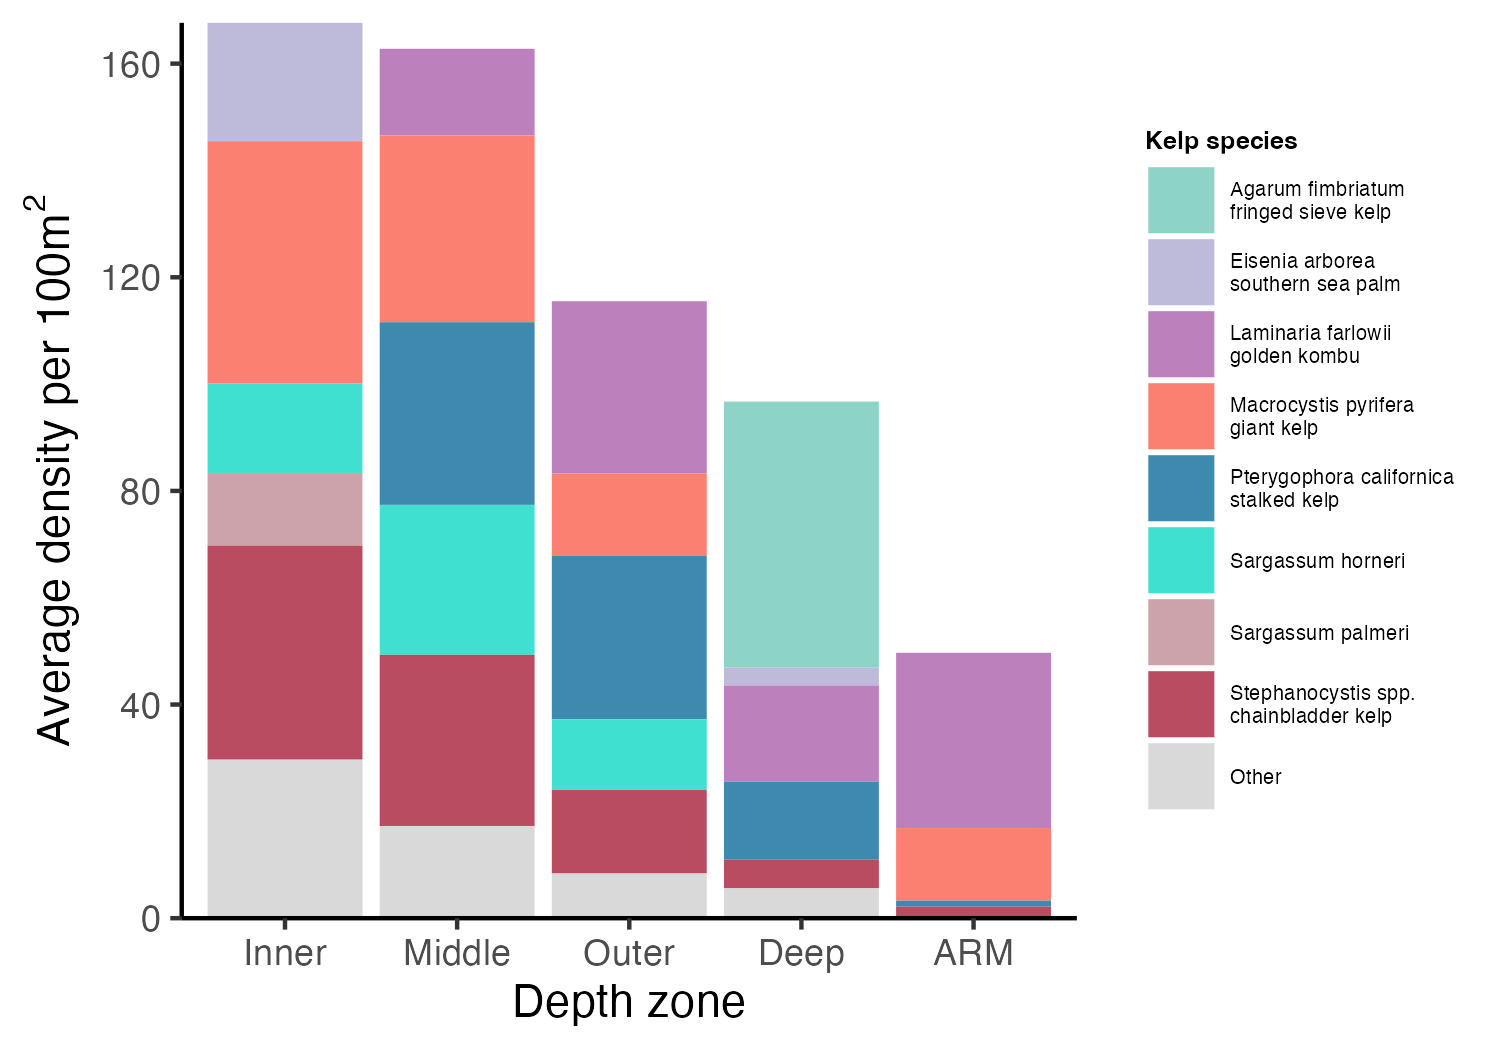 160
120
80
40
0
Average density per 100m²
Inner Middle Outer Deep ARM
Depth zone
Kelp species
Agarum fimbriatum
fringed sieve kelp
Eisenia arborea
southern sea palm
Laminaria farlowii
golden kombu
Macrocystis pyrifera
giant kelp
Pterygophora californica
stalked kelp
Sargassum horneri
Sargassum palmeri
Stephanocystis spp.
chainbladder kelp
Other